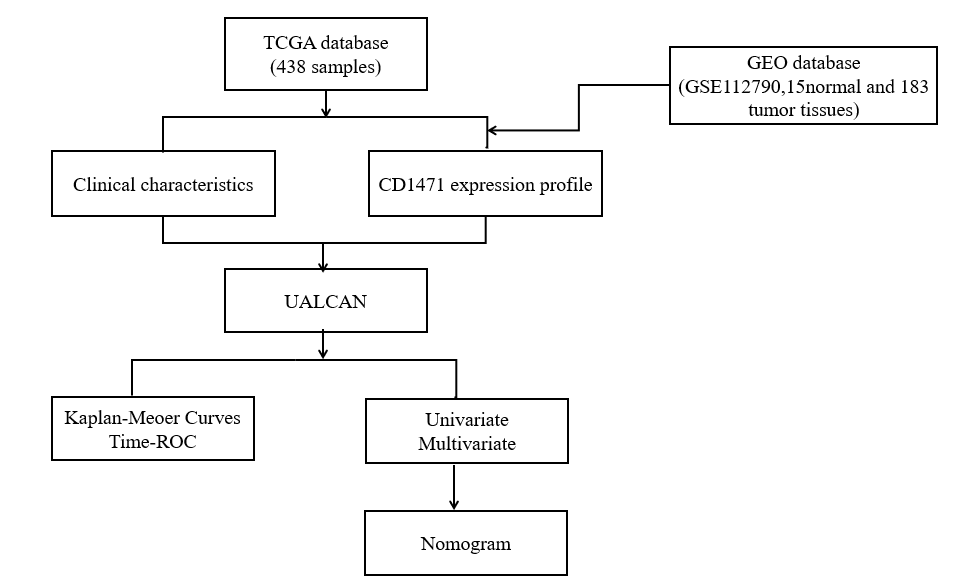 TCGA database
(438 samples)
GEO database
(GSE112790,15normal and 183
tumor tissues)
Clinical characteristics
CD1471 expression profile
UALCAN
Kaplan-Meoer Curves
Time-ROC
Univariate
Multivariate
Nomogram